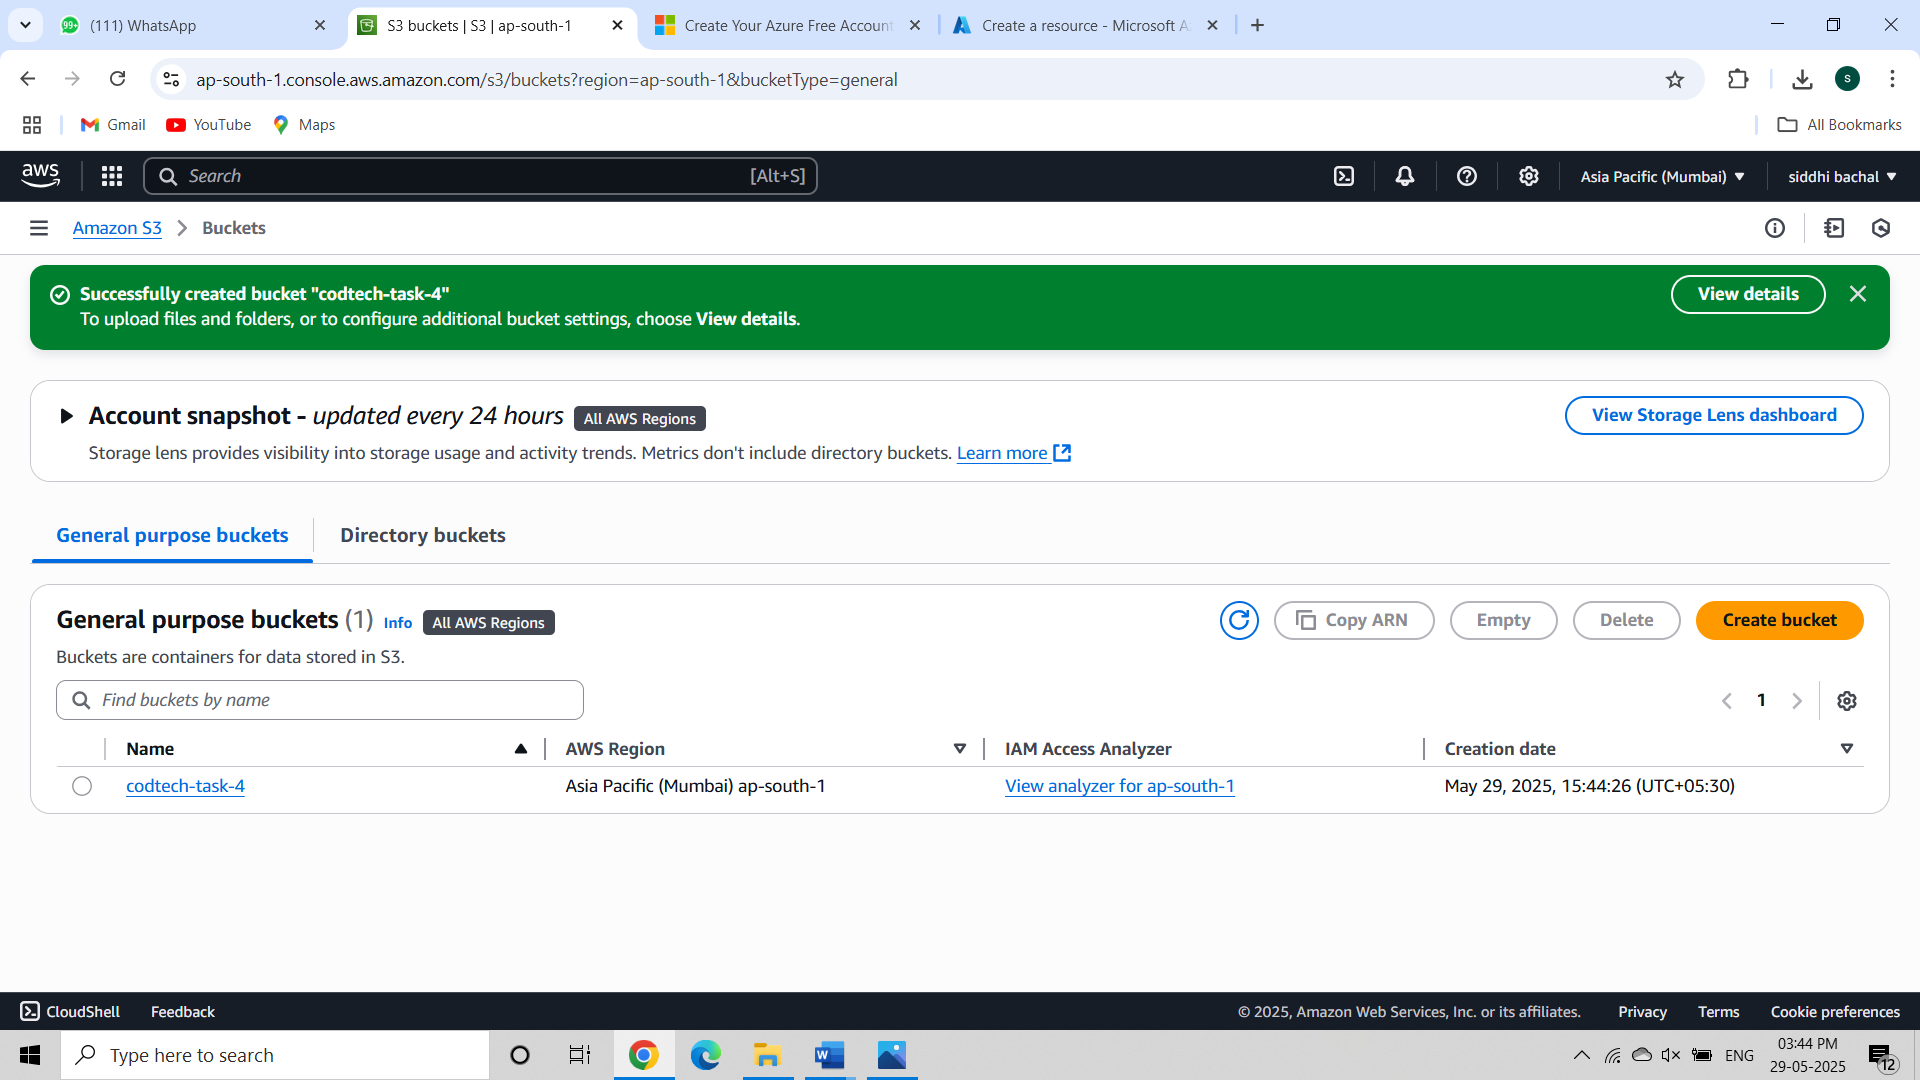 (111) WhatsApp
S3 buckets | S3 | ap-south-1
Create Your Azure Free Account
Create a resource - Microsoft A
ap-south-1.console.aws.amazon.com/s3/buckets?region=ap-south-1&bucketType=general
S
Gmail
YouTube
Maps
All Bookmarks
aws
Search
[Alt+S]
Asia Pacific (Mumbai)
siddhi bachal
Amazon S3
Buckets
Successfully created bucket "codtech-task-4"
To upload files and folders, or to configure additional bucket settings, choose View details.
View details
Account snapshot - updated every 24 hours
All AWS Regions
View Storage Lens dashboard
Storage lens provides visibility into storage usage and activity trends. Metrics don't include directory buckets. Learn more
General purpose buckets
Directory buckets
General purpose buckets (1)
Info
All AWS Regions
Copy ARN
Empty
Delete
Create bucket
Buckets are containers for data stored in S3.
Find buckets by name
1
Name
AWS Region
IAM Access Analyzer
Creation date
codtech-task-4
Asia Pacific (Mumbai) ap-south-1
View analyzer for ap-south-1
May 29, 2025, 15:44:26 (UTC+05:30)
CloudShell
Feedback
© 2025, Amazon Web Services, Inc. or its affiliates.
Privacy
Terms
Cookie preferences
Type here to search
ENG
03:44 PM
29-05-2025
12